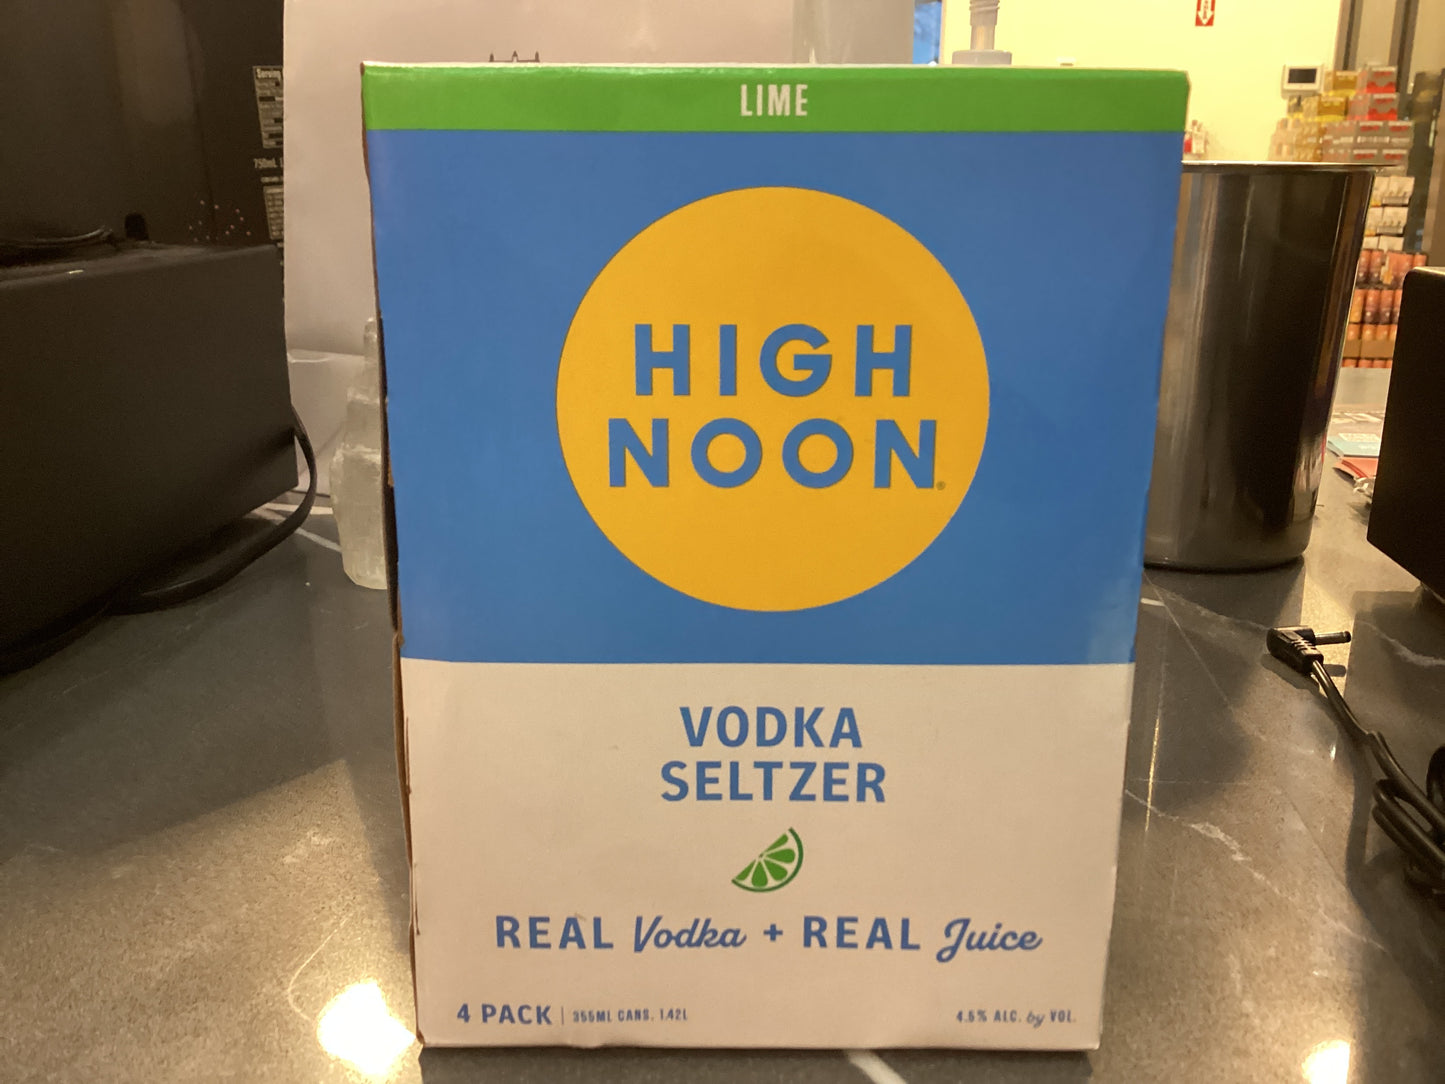 LIME
HIGH
NOON®
VODKA
SELTZER
REAL Vodka + REAL Juice
4 PACK | 355ML CANS. 1.42L
4.5% ALC. by VOL.
750mL